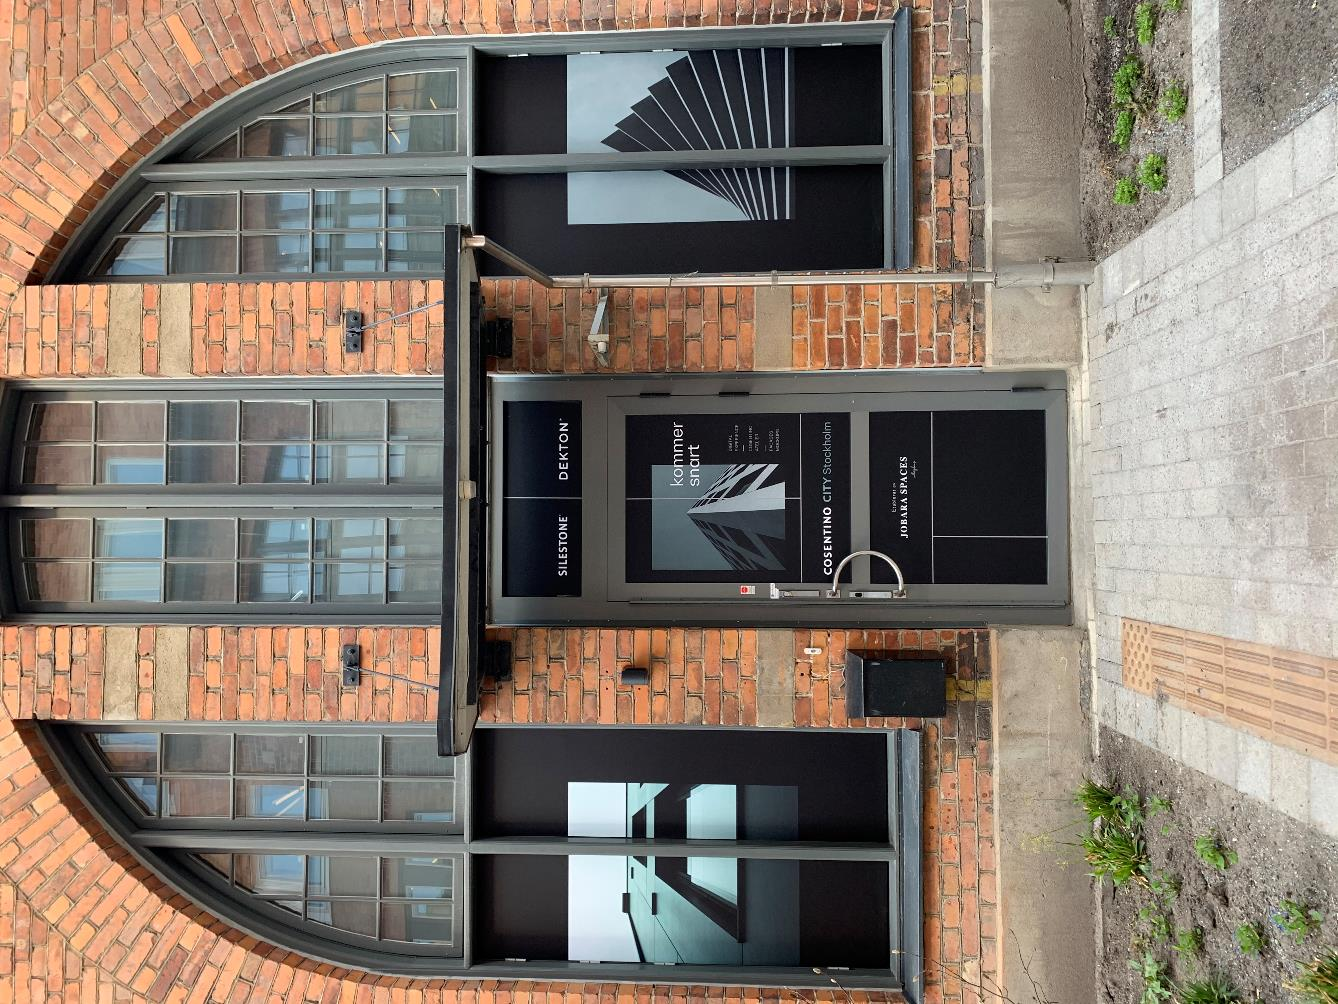 SILESTONE DEKTON
kommer
snart
COSENTINO CITY Stockholm
JOBARA SPACES